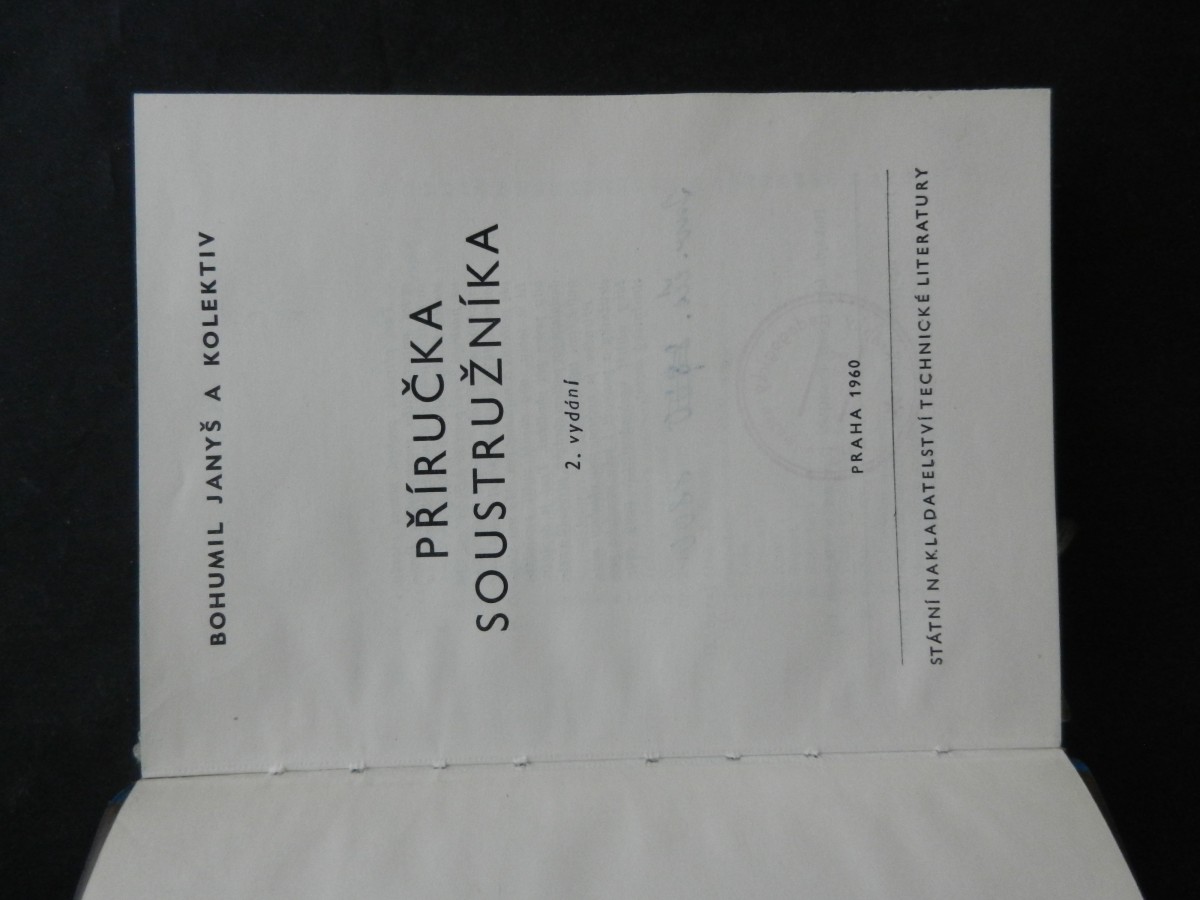 BOHUMIL JANYŠ A KOLEKTIV
PŘÍRUČKA
SOUSTRUŽNÍKA
2. vydání
PRAHA 1960
STÁTNÍ NAKLADATELSTVÍ TECHNICKÉ LITERATURY